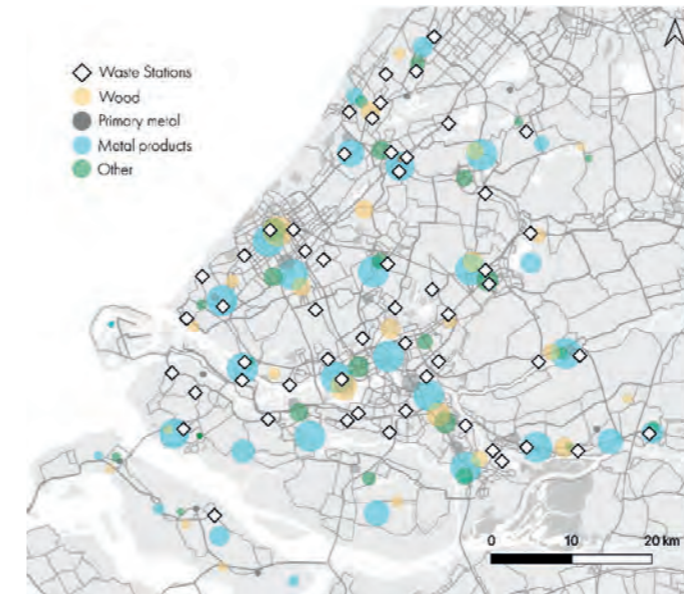 Waste Stations
Wood
Primary metal
Metal products
Other
0 10 20 km